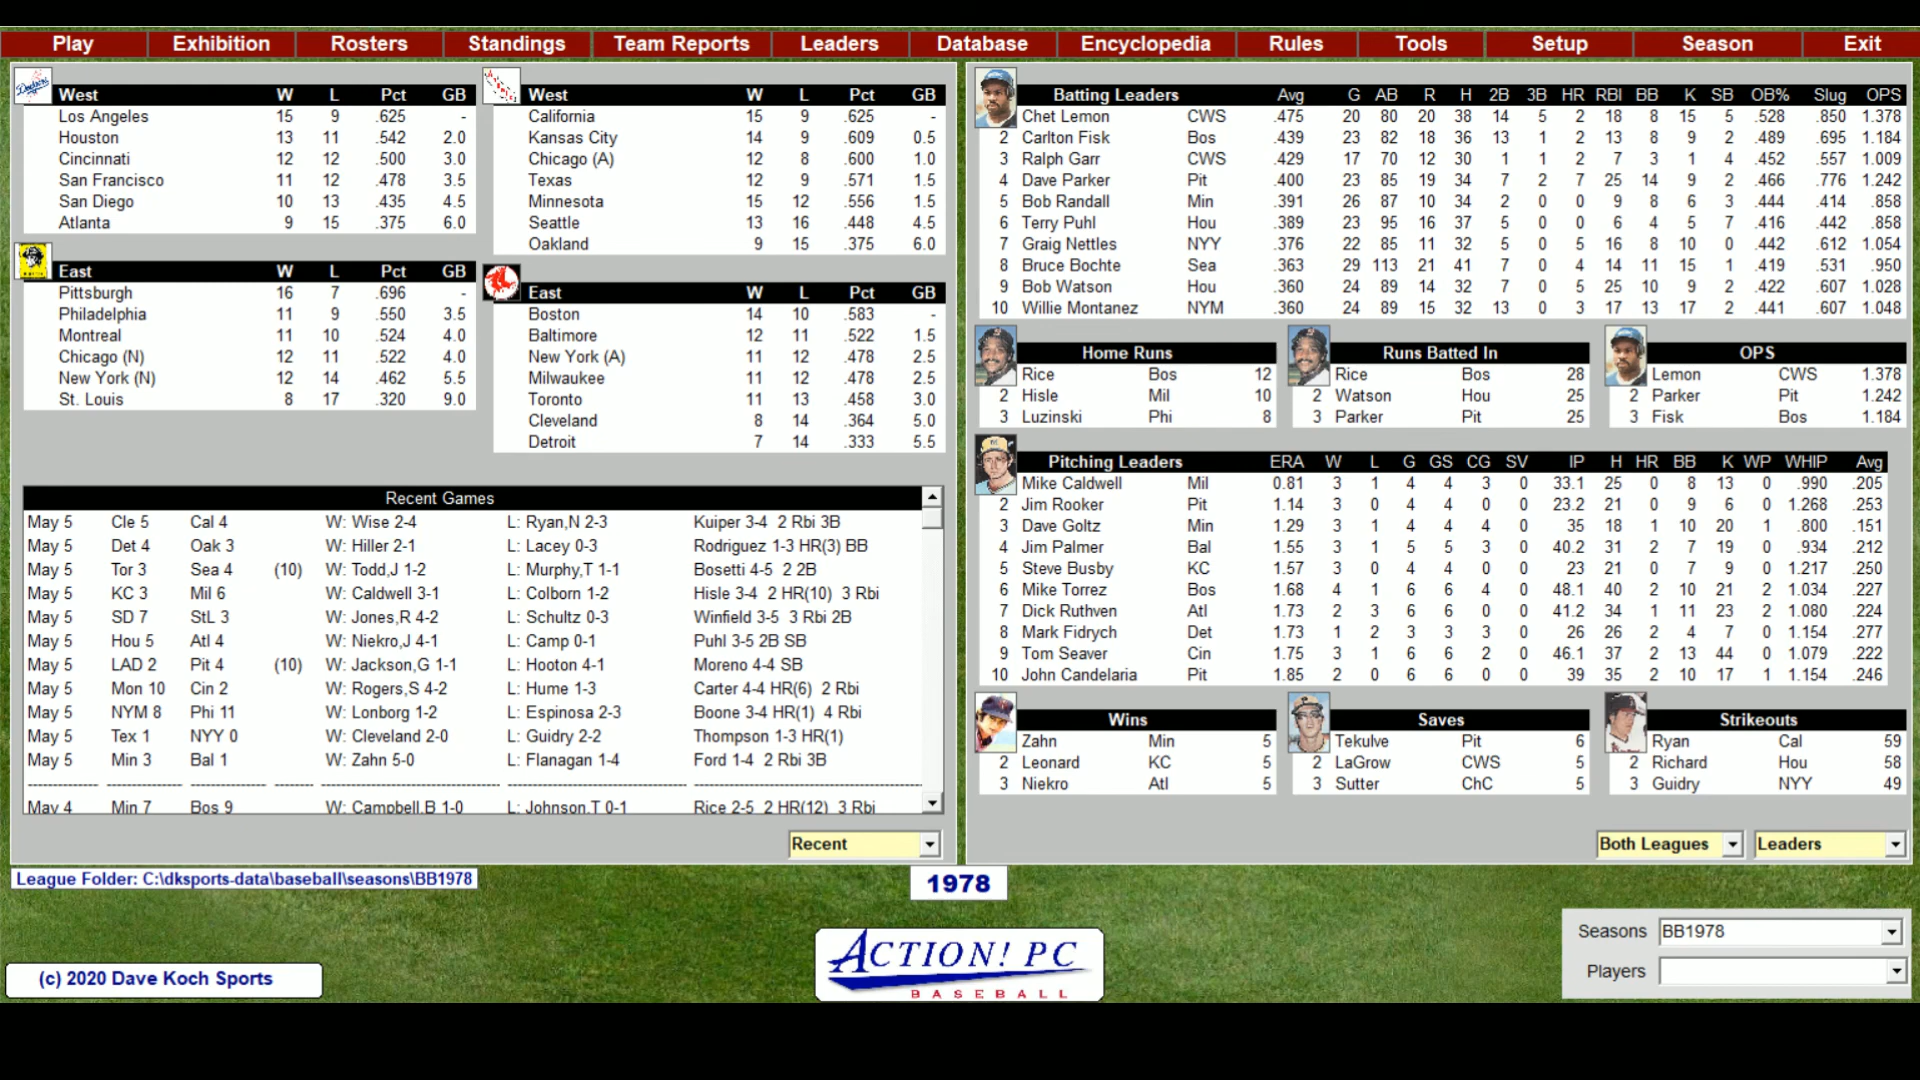 Play Exhibition Rosters Standings Team Reports Leaders Database Encyclopedia Rules Tools Setup Season Exit
West W L Pct GB
Los Angeles 15 9 .625 -
Houston 13 11 .542 2.0
Cincinnati 12 12 .500 3.0
San Francisco 11 12 .478 3.5
San Diego 10 13 .435 4.5
Atlanta 9 15 .375 6.0
East W L Pct GB
Pittsburgh 16 7 .696 -
Philadelphia 11 9 .550 3.5
Montreal 11 10 .524 4.0
Chicago (N) 12 11 .522 4.0
New York (N) 12 14 .462 5.5
St. Louis 8 17 .320 9.0
West W L Pct GB
California 15 9 .625 -
Kansas City 14 9 .609 0.5
Chicago (A) 12 8 .600 1.0
Texas 12 9 .571 1.5
Minnesota 15 12 .556 1.5
Seattle 13 16 .448 4.5
Oakland 9 15 .375 6.0
East W L Pct GB
Boston 14 10 .583 -
Baltimore 12 11 .522 1.5
New York (A) 11 12 .478 2.5
Milwaukee 11 12 .478 2.5
Toronto 11 13 .458 3.0
Cleveland 8 14 .364 5.0
Detroit 7 14 .333 5.5
Recent Games
May 5 Cle 5 Cal 4 W: Wise 2-4 L: Ryan,N 2-3 Kuiper 3-4 2 Rbi 3B
May 5 Det 4 Oak 3 W: Hiller 2-1 L: Lacey 0-3 Rodriguez 1-3 HR(3) BB
May 5 Tor 3 Sea 4 (10) W: Todd,J 1-2 L: Murphy,T 1-1 Bosetti 4-5 2 2B
May 5 KC 3 Mil 6 W: Caldwell 3-1 L: Colborn 1-2 Hisle 3-4 2 HR(10) 3 Rbi
May 5 SD 7 StL 3 W: Jones,R 4-2 L: Schultz 0-3 Winfield 3-5 3 Rbi 2B
May 5 Hou 5 Atl 4 W: Niekro,J 4-1 L: Camp 0-1 Puhl 3-5 2B SB
May 5 LAD 2 Pit 4 (10) W: Jackson,G 1-1 L: Hooton 4-1 Moreno 4-4 SB
May 5 Mon 10 Cin 2 W: Rogers,S 4-2 L: Hume 1-3 Carter 4-4 HR(6) 2 Rbi
May 5 NYM 8 Phi 11 W: Lonborg 1-2 L: Espinosa 2-3 Boone 3-4 HR(1) 4 Rbi
May 5 Tex 1 NYY 0 W: Cleveland 2-0 L: Guidry 2-2 Thompson 1-3 HR(1)
May 5 Min 3 Bal 1 W: Zahn 5-0 L: Flanagan 1-4 Ford 1-4 2 Rbi 3B
May 4 Min 7 Bos 9 W: Campbell,B 1-0 L: Johnson,T 0-1 Rice 2-5 2 HR(12) 3 Rbi
Recent
Batting Leaders Avg G AB R H 2B 3B HR RBI BB K SB OB% Slug OPS
Chet Lemon CWS .475 20 80 20 38 14 5 2 18 8 15 5 .528 .850 1.378
2 Carlton Fisk Bos .439 23 82 18 36 13 1 2 13 8 9 2 .489 .695 1.184
3 Ralph Garr CWS .429 17 70 12 30 1 1 2 7 3 1 4 .452 .557 1.009
4 Dave Parker Pit .400 23 85 19 34 7 2 7 25 14 9 2 .466 .776 1.242
5 Bob Randall Min .391 26 87 10 34 2 0 0 9 8 6 3 .444 .414 .858
6 Terry Puhl Hou .389 23 95 16 37 5 0 0 6 4 5 7 .416 .442 .858
7 Graig Nettles NYY .376 22 85 11 32 5 0 5 16 8 10 0 .442 .612 1.054
8 Bruce Bochte Sea .363 29 113 21 41 7 0 4 14 11 15 1 .419 .531 .950
9 Bob Watson Hou .360 24 89 14 32 7 0 5 25 10 9 2 .422 .607 1.028
10 Willie Montanez NYM .360 24 89 15 32 13 0 3 17 13 17 2 .441 .607 1.048
Home Runs
Rice Bos 12
2 Hisle Mil 10
3 Luzinski Phi 8
Runs Batted In
Rice Bos 28
2 Watson Hou 25
3 Parker Pit 25
OPS
Lemon CWS 1.378
2 Parker Pit 1.242
3 Fisk Bos 1.184
Pitching Leaders ERA W L G GS CG SV IP H HR BB K WP WHIP Avg
Mike Caldwell Mil 0.81 3 1 4 4 3 0 33.1 25 0 8 13 0 .990 .205
2 Jim Rooker Pit 1.14 3 0 4 4 0 0 23.2 21 0 9 6 0 1.268 .253
3 Dave Goltz Min 1.29 3 1 4 4 4 0 35 18 1 10 20 1 .800 .151
4 Jim Palmer Bal 1.55 3 1 5 5 3 0 40.2 31 2 7 19 0 .934 .212
5 Steve Busby KC 1.57 3 0 4 4 0 0 23 21 0 7 9 0 1.217 .250
6 Mike Torrez Bos 1.68 4 1 6 6 4 0 48.1 40 2 10 21 2 1.034 .227
7 Dick Ruthven Atl 1.73 2 3 6 6 0 0 41.2 34 1 11 23 2 1.080 .224
8 Mark Fidrych Det 1.73 1 2 3 3 3 0 26 26 2 4 7 0 1.154 .277
9 Tom Seaver Cin 1.75 3 1 6 6 2 0 46.1 37 2 13 44 0 1.079 .222
10 John Candelaria Pit 1.85 2 0 6 6 0 0 39 35 2 10 17 1 1.154 .246
Wins
Zahn Min 5
2 Leonard KC 5
3 Niekro Atl 5
Saves
Tekulve Pit 6
2 LaGrow CWS 5
3 Sutter ChC 5
Strikeouts
Ryan Cal 59
2 Richard Hou 58
3 Guidry NYY 49
Both Leagues Leaders
League Folder: C:\dksports-data\baseball\seasons\BB1978
1978
Seasons BB1978
Players
(c) 2020 Dave Koch Sports
ACTION! PC
BASEBALL